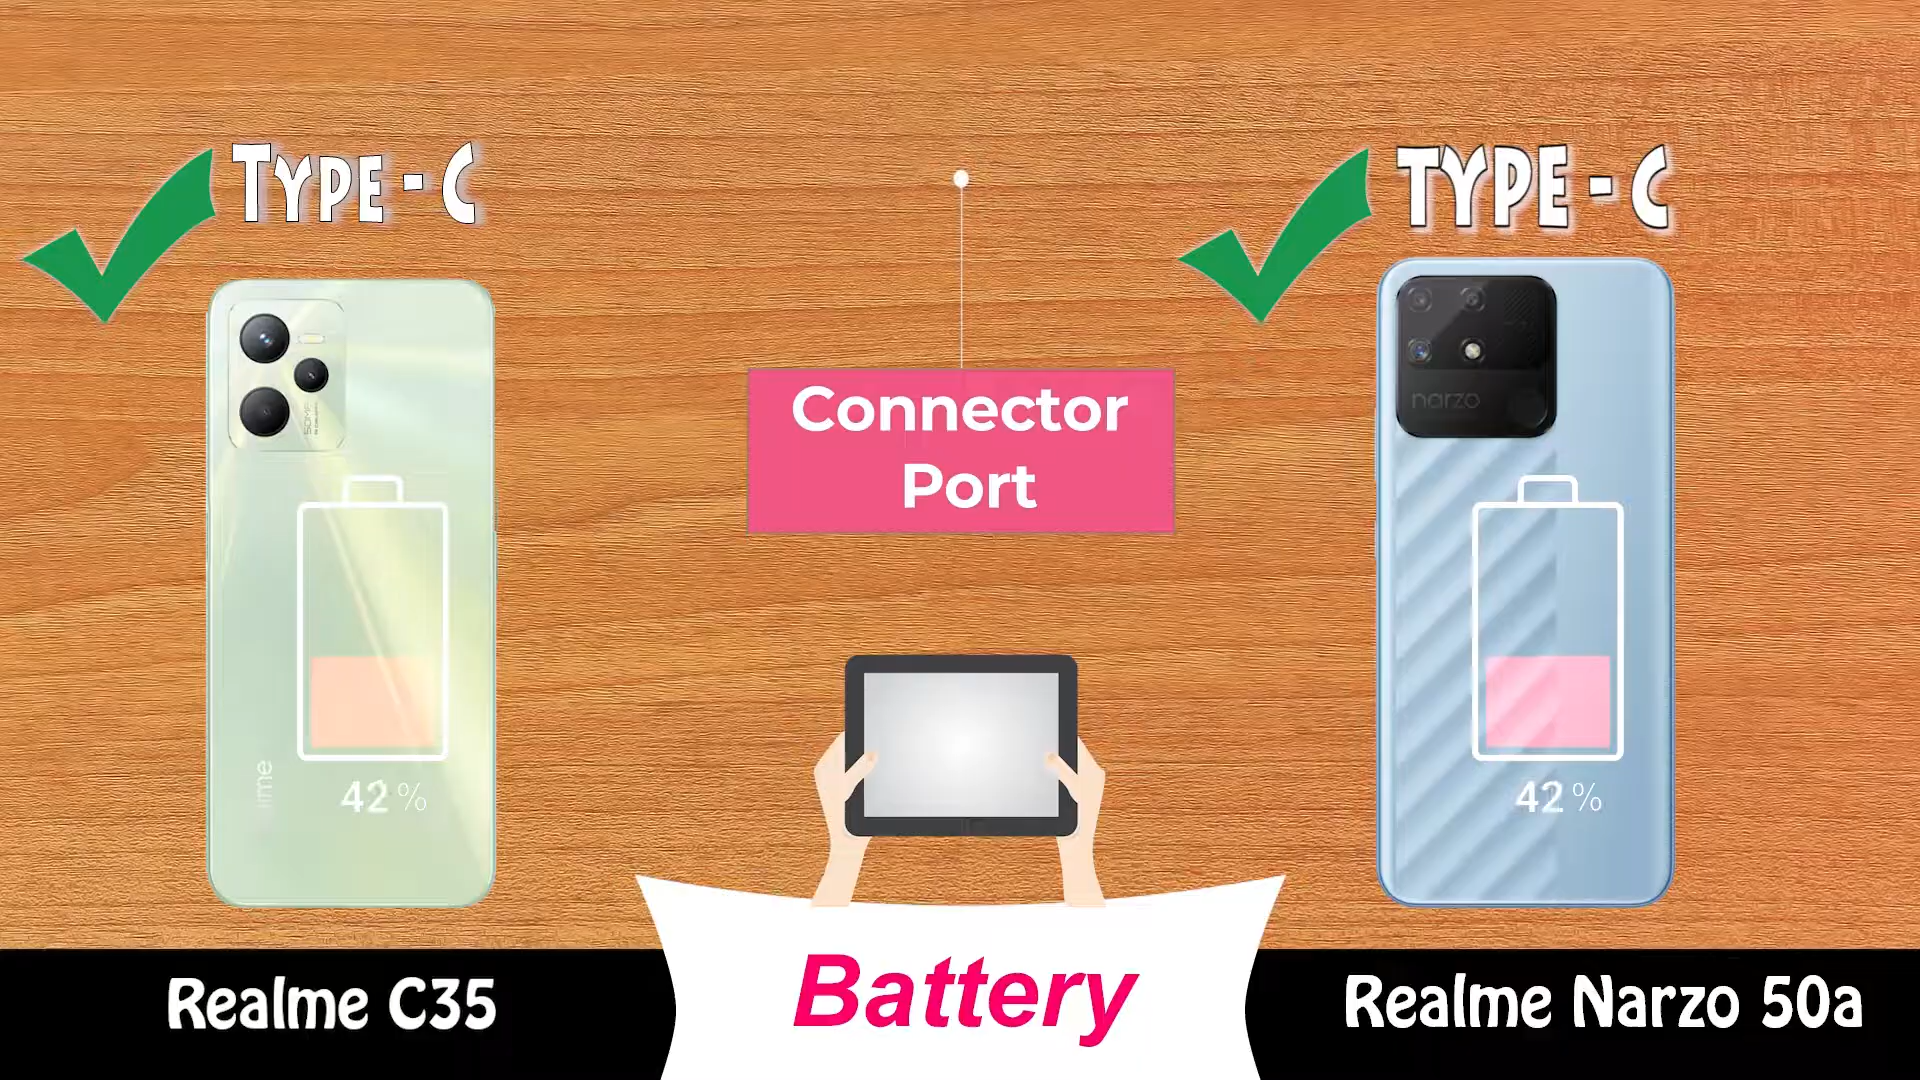 TYPE - C
TYPE - C
Connector
Port
narzo
42 %
42 %
Battery
Realme C35
Realme Narzo 50a